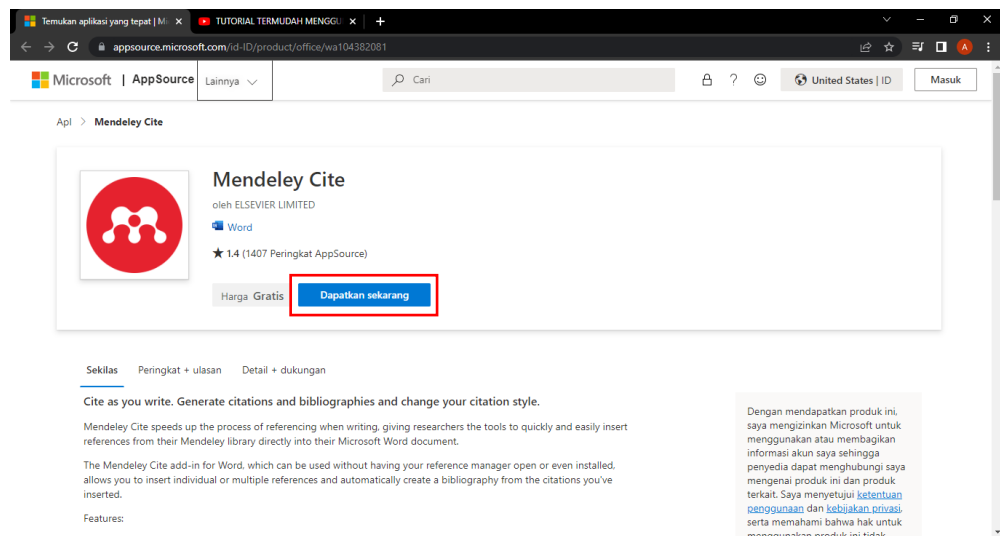 Temukan aplikasi yang tepat | Mi
TUTORIAL TERMUDAH MENGGU
appsource.microsoft.com/id-ID/product/office/wa104382081
A
Microsoft | AppSource
Lainnya
Cari
United States | ID
Masuk
Apl > Mendeley Cite
Mendeley Cite
oleh ELSEVIER LIMITED
Word
★ 1.4 (1407 Peringkat AppSource)
Harga Gratis
Dapatkan sekarang
Sekilas
Peringkat + ulasan
Detail + dukungan
Cite as you write. Generate citations and bibliographies and change your citation style.
Mendeley Cite speeds up the process of referencing when writing, giving researchers the tools to quickly and easily insert
references from their Mendeley library directly into their Microsoft Word document.
The Mendeley Cite add-in for Word, which can be used without having your reference manager open or even installed,
allows you to insert individual or multiple references and automatically create a bibliography from the citations you've
inserted.
Features:
Dengan mendapatkan produk ini,
saya mengizinkan Microsoft untuk
menggunakan atau membagikan
informasi akun saya sehingga
penyedia dapat menghubungi saya
mengenai produk ini dan produk
terkait. Saya menyetujui ketentuan
penggunaan dan kebijakan privasi,
serta memahami bahwa hak untuk
menggunakan produk ini tidak